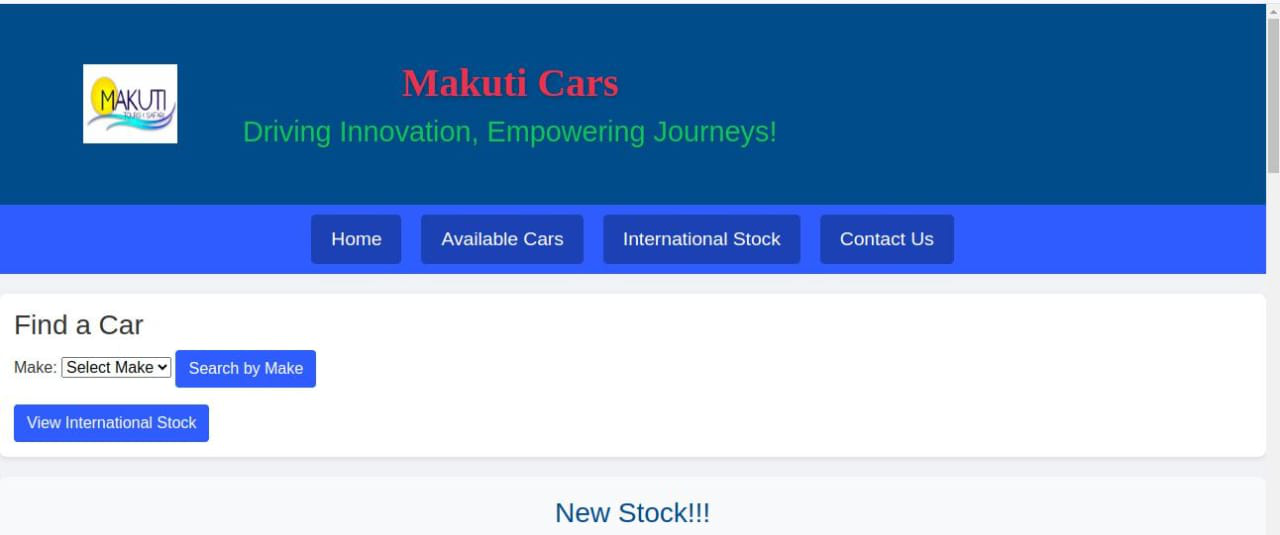 MAKUTI
TOURS & SAFARI
Makuti Cars
Driving Innovation, Empowering Journeys!
Home Available Cars International Stock Contact Us
Find a Car
Make: Select Make Search by Make
View International Stock
New Stock!!!